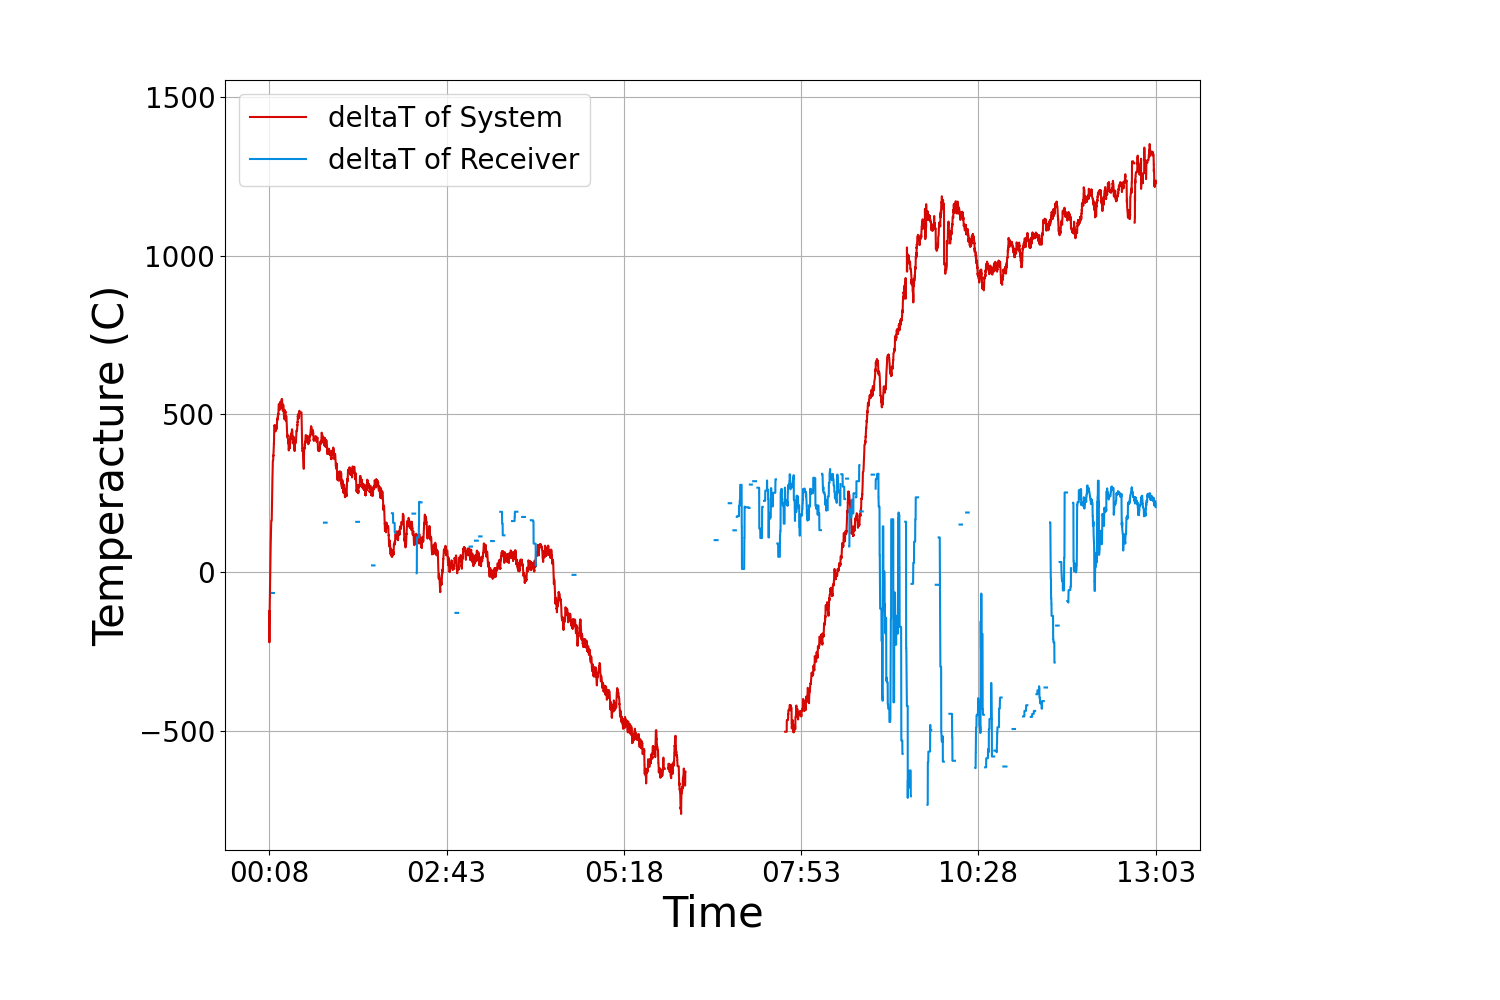 deltaT of System
deltaT of Receiver
1500
1000
500
0
−500
Temperacture (C)
00:08 02:43 05:18 07:53 10:28 13:03
Time